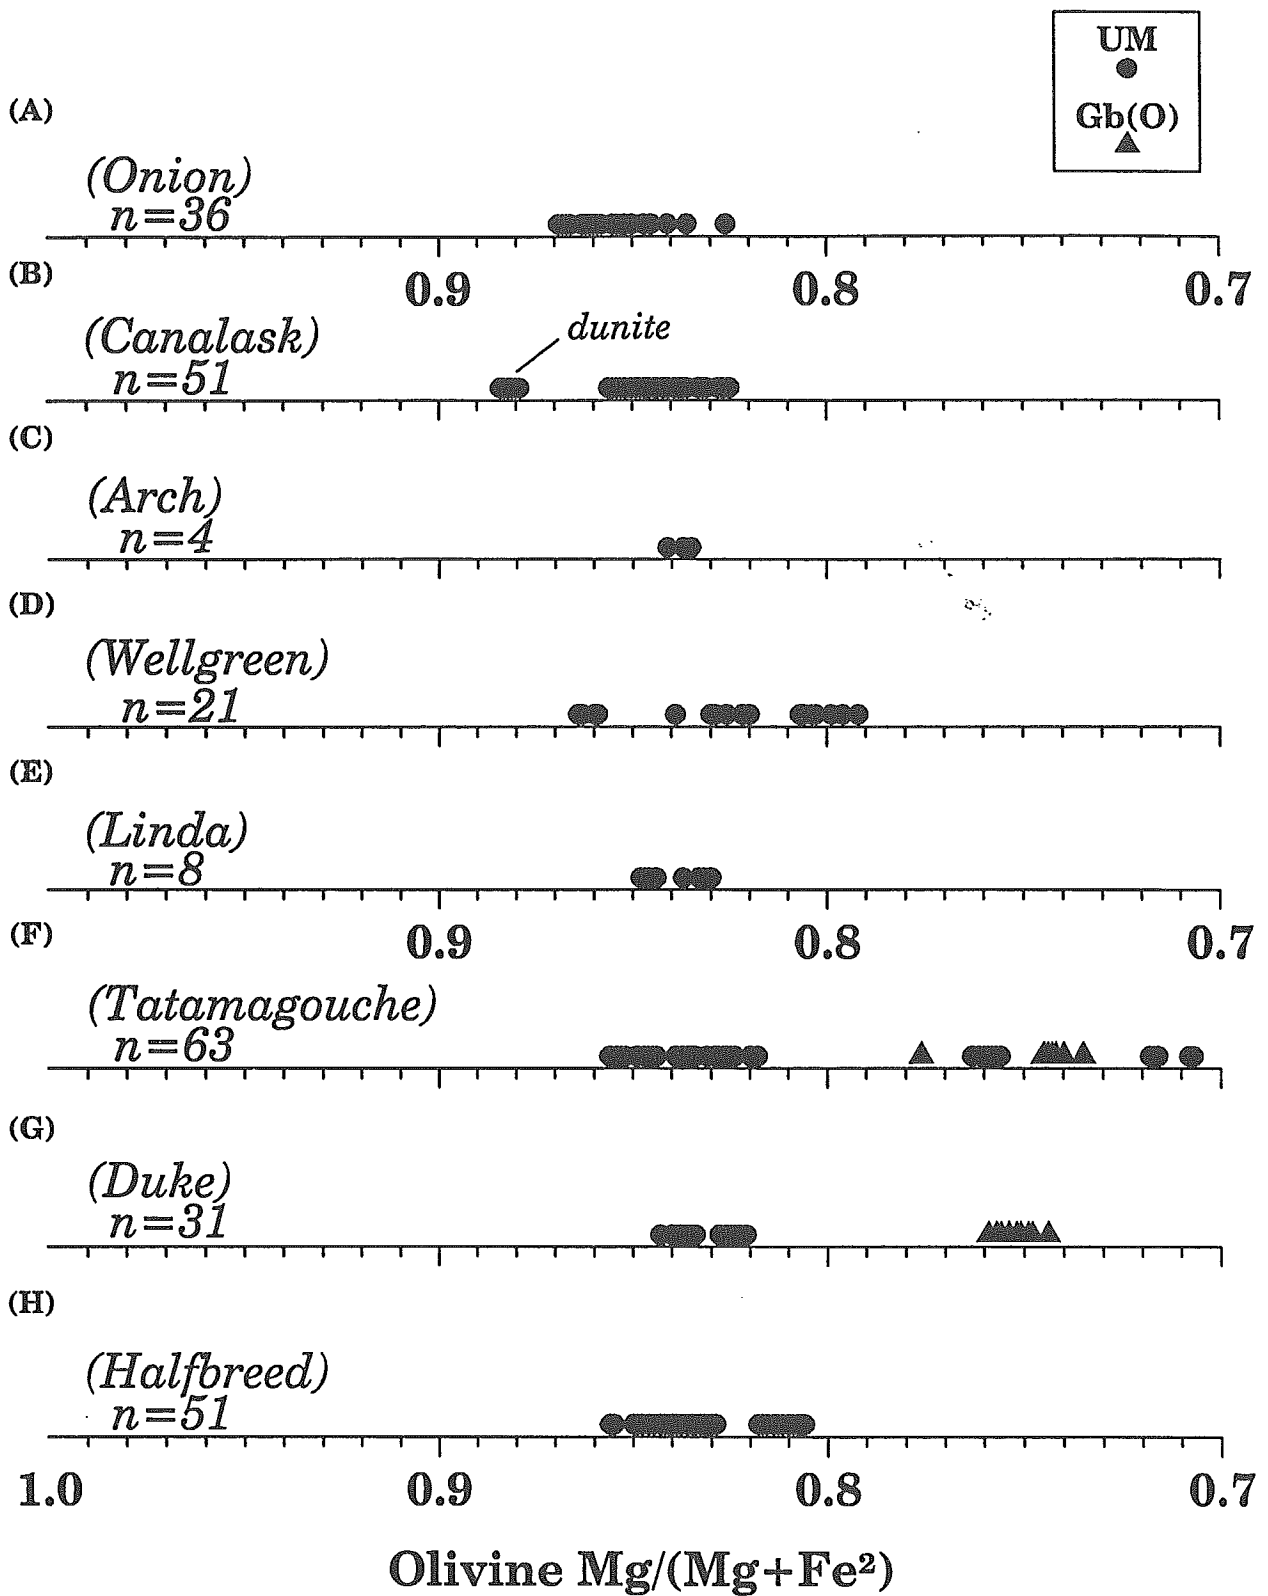 UM
Gb(O)
(A)
(Onion)
n=36
0.9 0.8 0.7
(B)
(Canalask)
n=51
dunite
(C)
(Arch)
n=4
(D)
(Wellgreen)
n=21
(E)
(Linda)
n=8
0.9 0.8 0.7
(F)
(Tatamagouche)
n=63
(G)
(Duke)
n=31
(H)
(Halfbreed)
n=51
1.0 0.9 0.8 0.7
Olivine Mg/(Mg+Fe²)